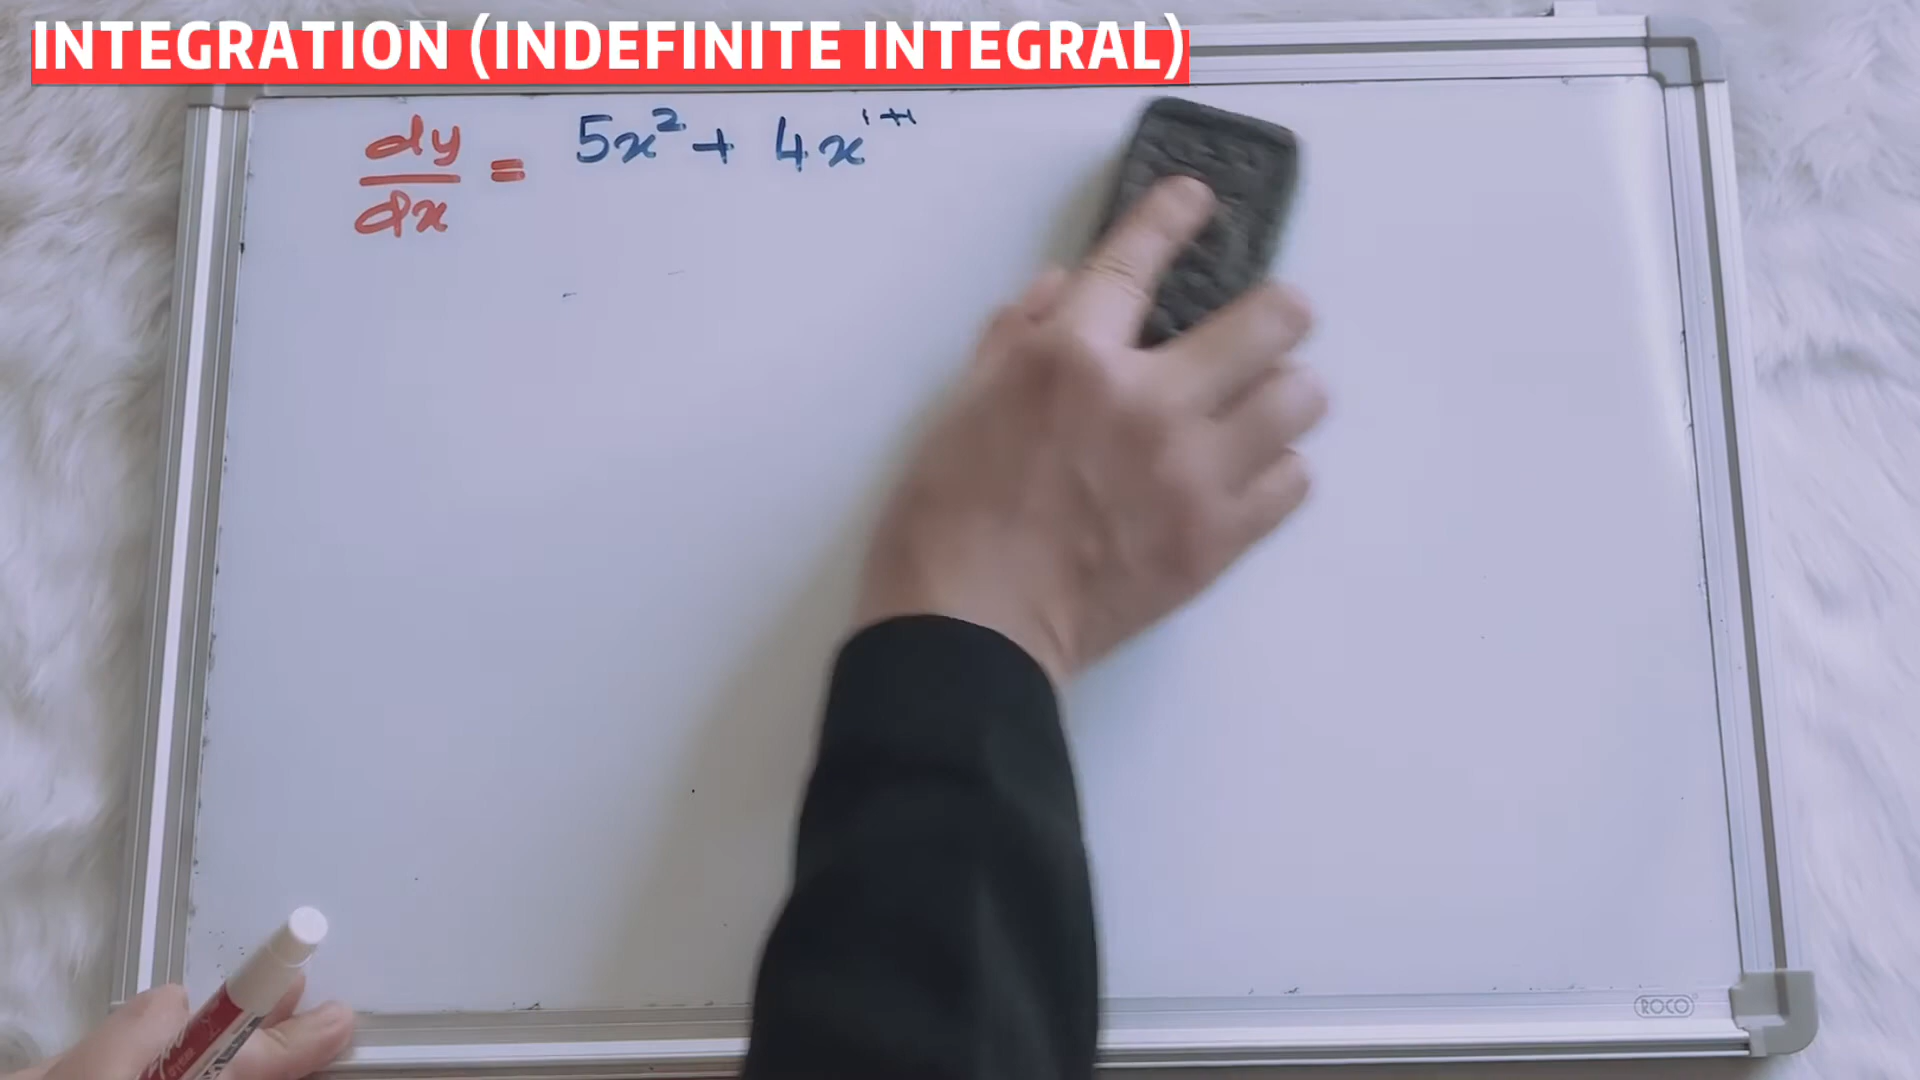 INTEGRATION (INDEFINITE INTEGRAL)
dy/dx = 5x² + 4x¹⁺¹
ROCO